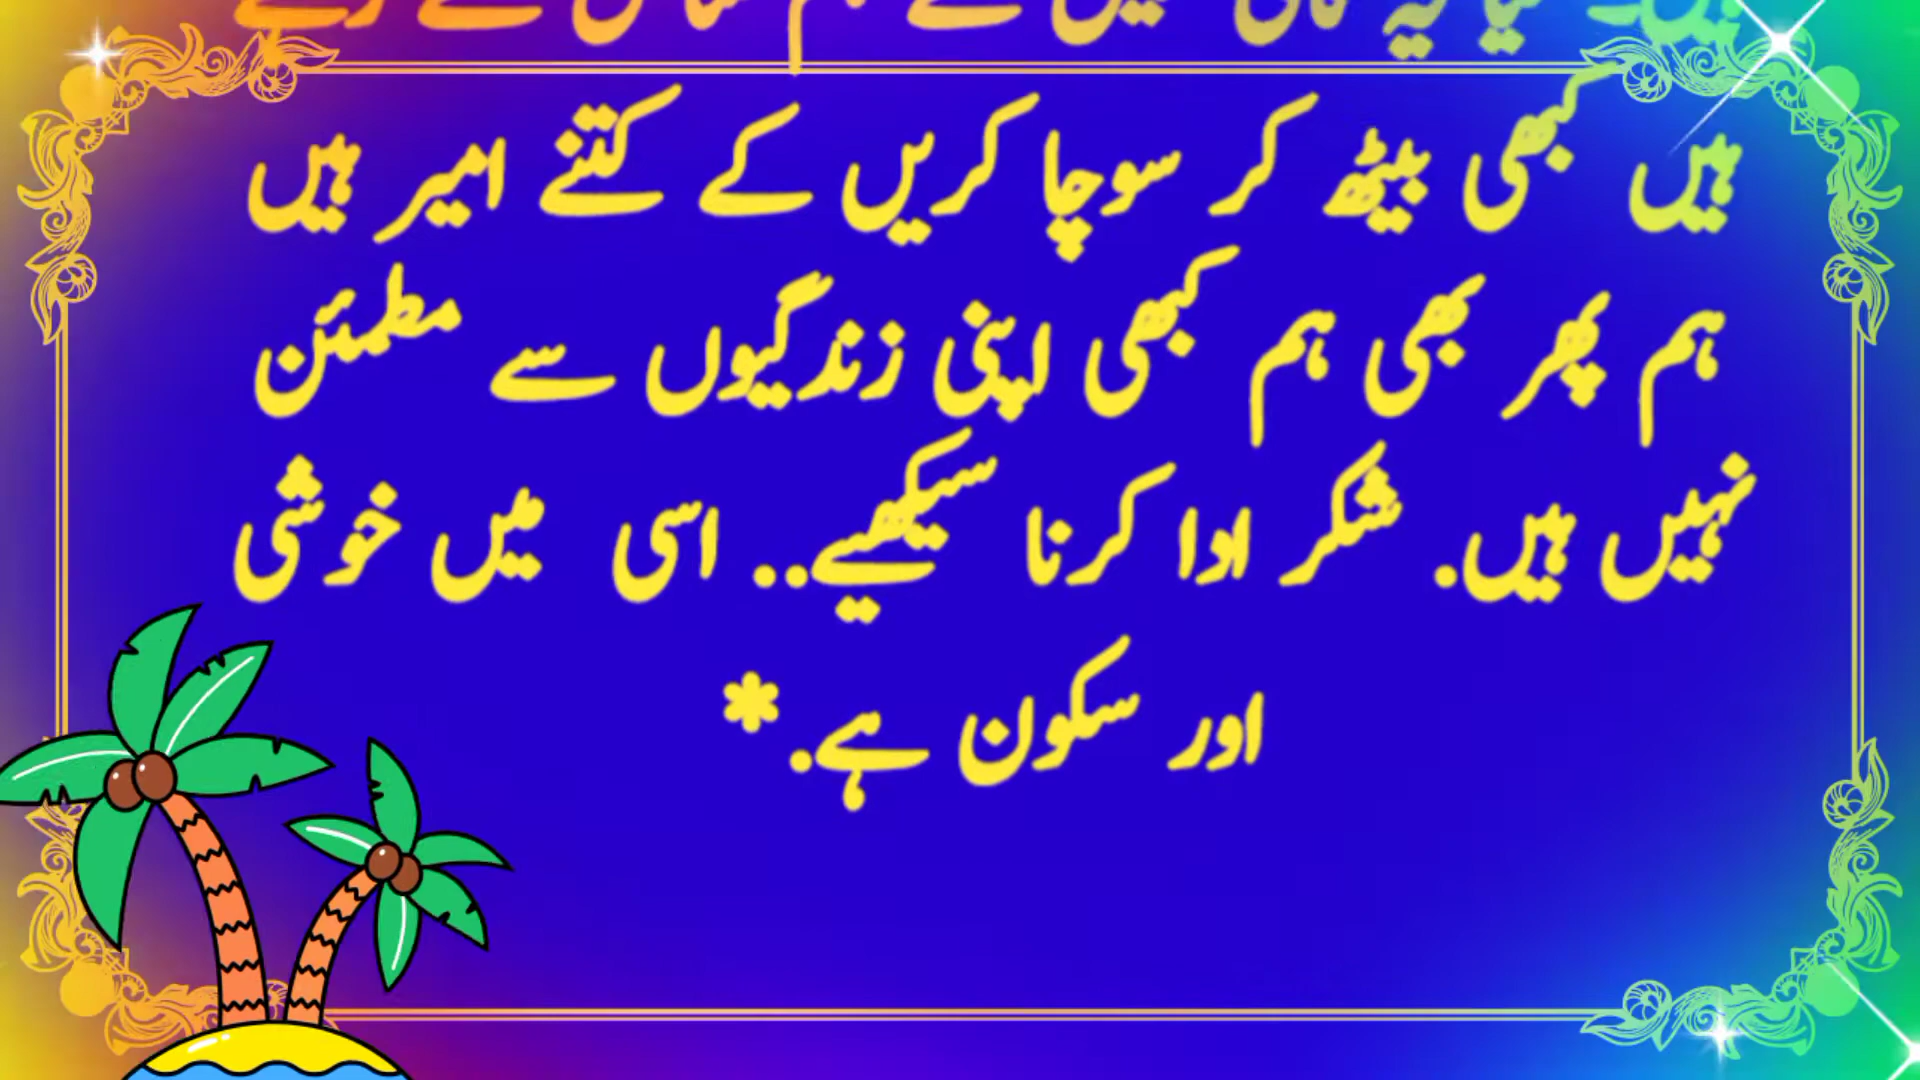 ہیں کبھی بیٹھ کر سوچا کریں کے کتنے امیر ہیں
ہم پھر بھی ہم کبھی اپنی زندگیوں سے مطمئن
نہیں ہیں. شکر ادا کرنا سیکھیے.. اسی میں خوشی
اور سکون ہے.*